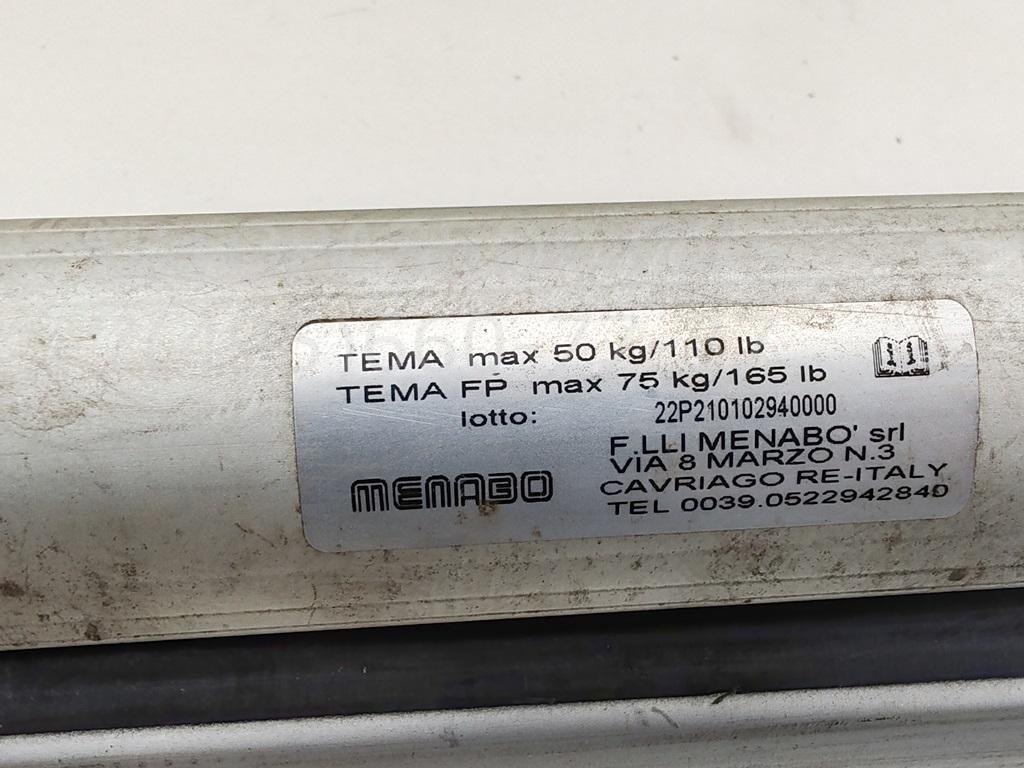 TEMA max 50 kg/110 lb
TEMA FP max 75 kg/165 lb
lotto: 22P210102940000
F.LLI MENABO' srl
VIA 8 MARZO N.3
MENABO CAVRIAGO RE-ITALY
TEL 0039.0522942840